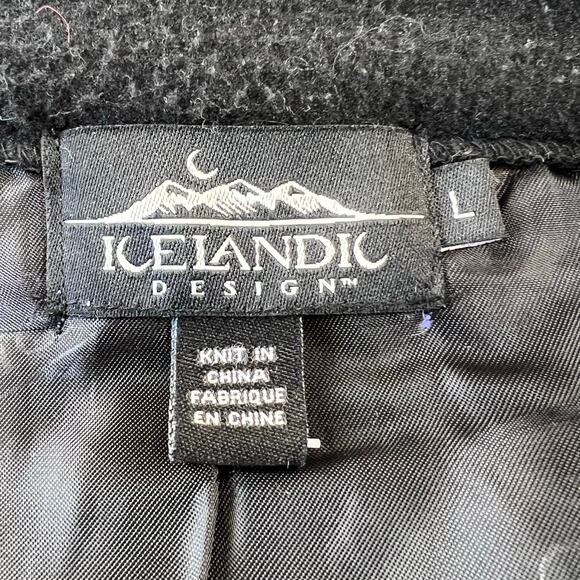 ICELANDIC
DESIGN™
L
KNIT IN
CHINA
FABRIQUE
EN CHINE